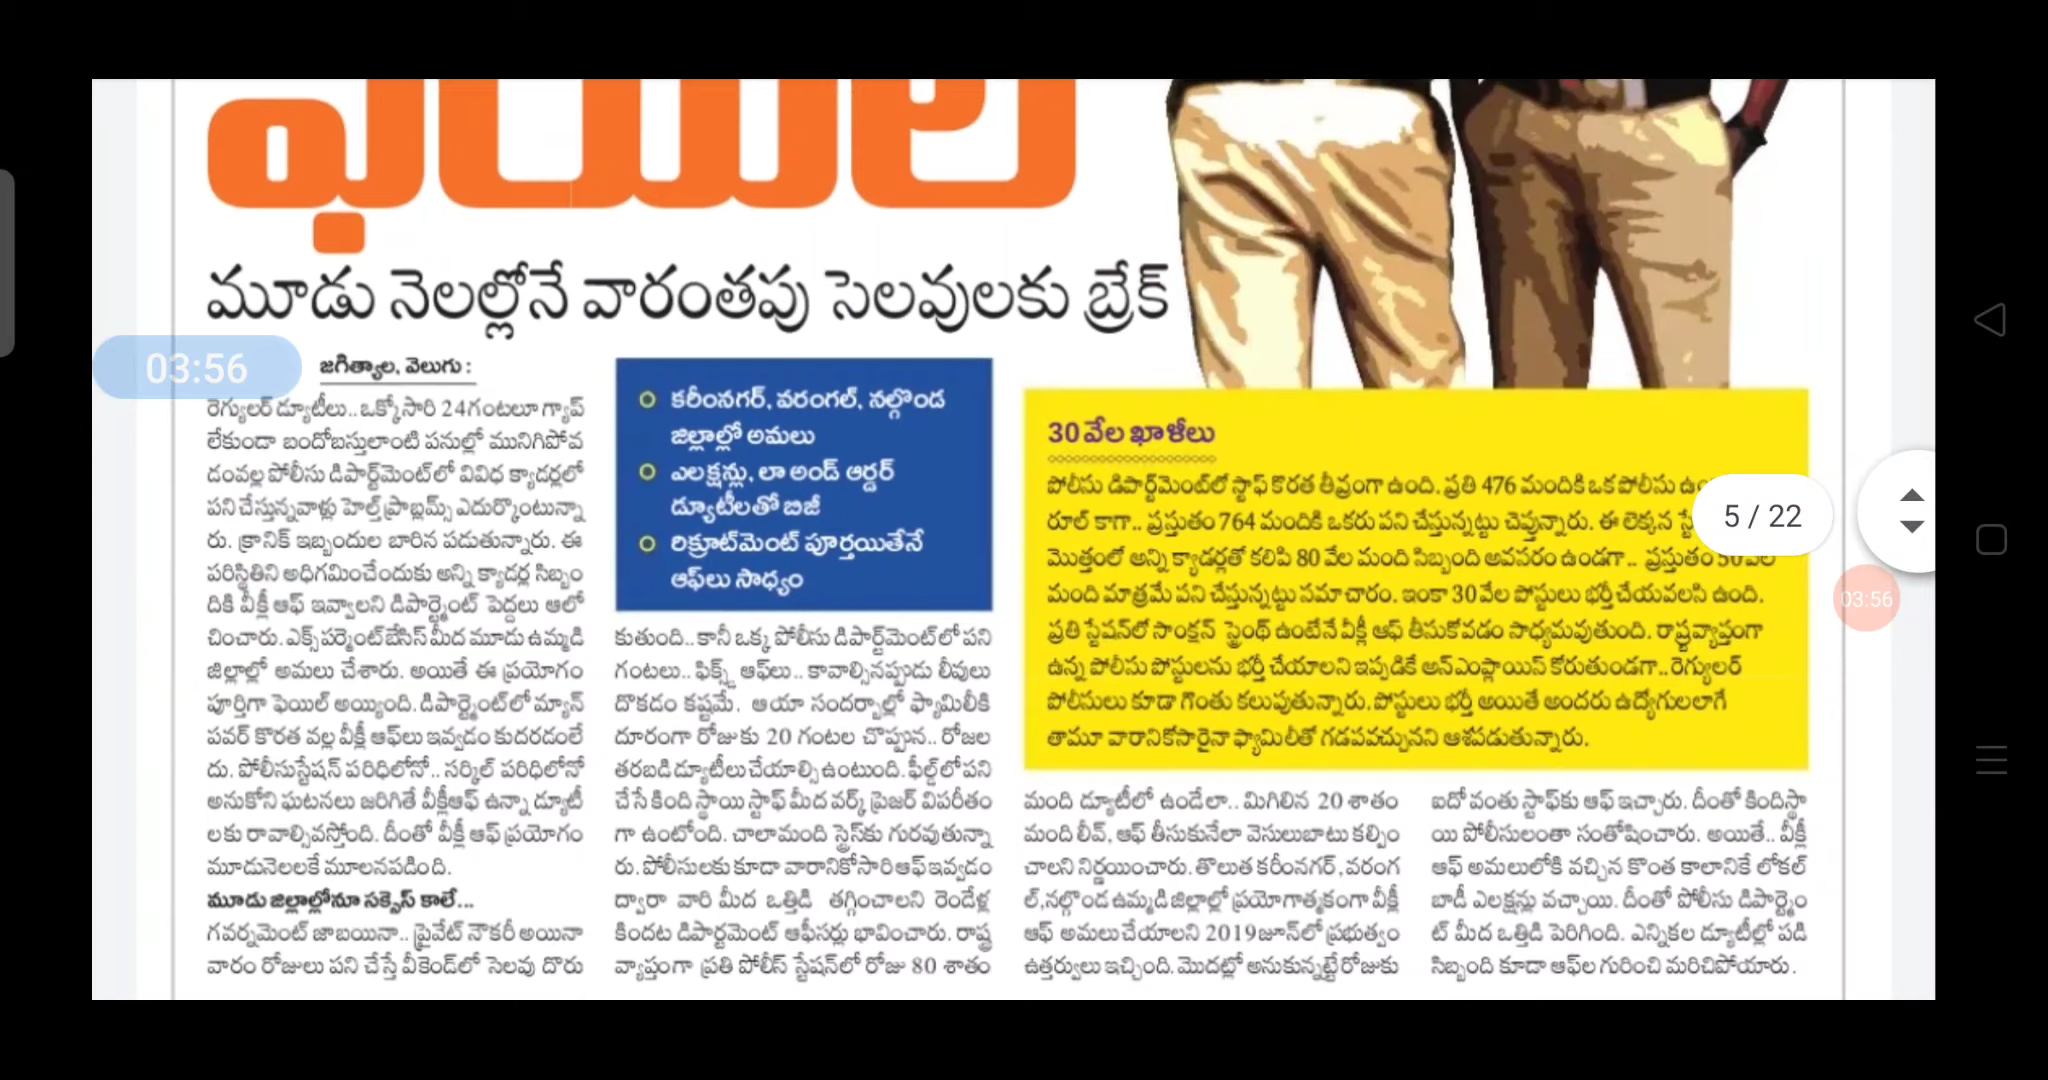 ఫెయిల్
మూడు నెలల్లోనే వారంతపు సెలవులకు బ్రేక్
03:56
జగిత్యాల, వెలుగు :
రెగ్యులర్ డ్యూటీలు.. ఒక్కోసారి 24గంటలూ గ్యాప్
లేకుండా బందోబస్తులాంటి పనుల్లో మునిగిపోవ
డంవల్ల పోలీసు డిపార్ట్‌మెంట్‌లో వివిధ క్యాడర్లలో
పని చేస్తున్నవాళ్లు హెల్త్ ప్రాబ్లమ్స్ ఎదుర్కొంటున్నా
రు. క్రానిక్ ఇబ్బందుల బారిన పడుతున్నారు. ఈ
పరిస్థితిని అధిగమించేందుకు అన్ని క్యాడర్ల సిబ్బం
దికి వీక్లీ ఆఫ్ ఇవ్వాలని డిపార్ట్మెంట్ పెద్దలు ఆలో
చించారు. ఎక్స్‌పర్మెంట్ బేసిస్ మీద మూడు ఉమ్మడి
జిల్లాల్లో అమలు చేశారు. అయితే ఈ ప్రయోగం
పూర్తిగా ఫెయిల్ అయ్యింది. డిపార్ట్మెంట్‌లో మ్యాన్
పవర్ కొరత వల్ల వీక్లీ ఆఫ్‌లు ఇవ్వడం కుదరడంలే
దు. పోలీసుస్టేషన్ పరిధిలోనో.. సర్కిల్ పరిధిలోనో
అనుకోని ఘటనలు జరిగితే వీక్లీఆఫ్ ఉన్నా డ్యూటీ
లకు రావాల్సివస్తోంది. దీంతో వీక్లీ ఆఫ్ ప్రయోగం
మూడునెలలకే మూలనపడింది.
మూడు జిల్లాల్లోనూ సక్సెస్ కాలే...
గవర్నమెంట్ జాబయినా.. ప్రైవేట్ నౌకరీ అయినా
వారం రోజులు పని చేస్తే వీకెండ్‌లో సెలవు దొరు
కరీంనగర్, వరంగల్, నల్గొండ
జిల్లాల్లో అమలు
ఎలక్షన్లు, లా అండ్ ఆర్డర్
డ్యూటీలతో బిజీ
రిక్రూట్‌మెంట్ పూర్తయితేనే
ఆఫ్‌లు సాధ్యం
కుతుంది.. కానీ ఒక్క పోలీసు డిపార్ట్‌మెంట్‌లో పని
గంటలు.. ఫిక్స్డ్ ఆఫ్‌లు.. కావాల్సినప్పుడు లీవులు
దొకడం కష్టమే. ఆయా సందర్భాల్లో ఫ్యామిలీకి
దూరంగా రోజుకు 20 గంటల చొప్పున.. రోజుల
తరబడి డ్యూటీలు చేయాల్సి ఉంటుంది. ఫీల్డ్‌లో పని
చేసే కింది స్థాయి స్టాఫ్ మీద వర్క్ ప్రెజర్ విపరీతం
గా ఉంటోంది. చాలామంది స్ట్రెస్‌కు గురవుతున్నా
రు. పోలీసులకు కూడా వారానికోసారి ఆఫ్ ఇవ్వడం
ద్వారా వారి మీద ఒత్తిడి తగ్గించాలని రెండేళ్ల
కిందట డిపార్టమెంట్ ఆఫీసర్లు భావించారు. రాష్ట్ర
వ్యాప్తంగా ప్రతి పోలీస్ స్టేషన్‌లో రోజు 80 శాతం
30 వేల ఖాళీలు
పోలీసు డిపార్ట్‌మెంట్‌లో స్టాఫ్ కొరత తీవ్రంగా ఉంది. ప్రతి 476 మందికి ఒక పోలీసు
రూల్ కాగా.. ప్రస్తుతం 764 మందికి ఒకరు పని చేస్తున్నట్టు చెప్తున్నారు. ఈ లెక్కన
మొత్తంలో అన్ని క్యాడర్లతో కలిపి 80 వేల మంది సిబ్బంది అవసరం ఉండగా.. ప్రస్తుతం 50 వేల
మంది మాత్రమే పని చేస్తున్నట్టు సమాచారం. ఇంకా 30 వేల పోస్టులు భర్తీ చేయవలసి ఉంది.
ప్రతి స్టేషన్‌లో సాంక్షన్ స్ట్రెంథ్ ఉంటేనే వీక్లీ ఆఫ్ తీసుకోవడం సాధ్యమవుతుంది. రాష్ట్రవ్యాప్తంగా
ఉన్న పోలీసు పోస్టులను భర్తీ చేయాలని ఇప్పడికే అన్‌ఎంప్లాయిస్ కోరుతుండగా.. రెగ్యులర్
పోలీసులు కూడా గొంతు కలుపుతున్నారు. పోస్టులు భర్తీ అయితే అందరు ఉద్యోగులలాగే
తామూ వారానికోసారైనా ఫ్యామిలీతో గడపవచ్చునని ఆశపడుతున్నారు.
5 / 22
03:56
మంది డ్యూటీలో ఉండేలా.. మిగిలిన 20 శాతం
మంది లీవ్, ఆఫ్ తీసుకునేలా వెసులుబాటు కల్పిం
చాలని నిర్ణయించారు. తొలుత కరీంనగర్, వరంగ
ల్, నల్గొండ ఉమ్మడి జిల్లాల్లో ప్రయోగాత్మకంగా వీక్లీ
ఆఫ్ అమలు చేయాలని 2019 జూన్‌లో ప్రభుత్వం
ఉత్తర్వులు ఇచ్చింది. మొదట్లో అనుకున్నట్టే రోజుకు
ఐదో వంతు స్టాఫ్‌కు ఆఫ్ ఇచ్చారు. దీంతో కిందిస్థా
యి పోలీసులంతా సంతోషించారు. అయితే.. వీక్లీ
ఆఫ్ అమలులోకి వచ్చిన కొంత కాలానికే లోకల్
బాడీ ఎలక్షన్లు వచ్చాయి. దీంతో పోలీసు డిపార్ట్మెం
ట్ మీద ఒత్తిడి పెరిగింది. ఎన్నికల డ్యూటీల్లో పడి
సిబ్బంది కూడా ఆఫ్‌ల గురించి మరిచిపోయారు.